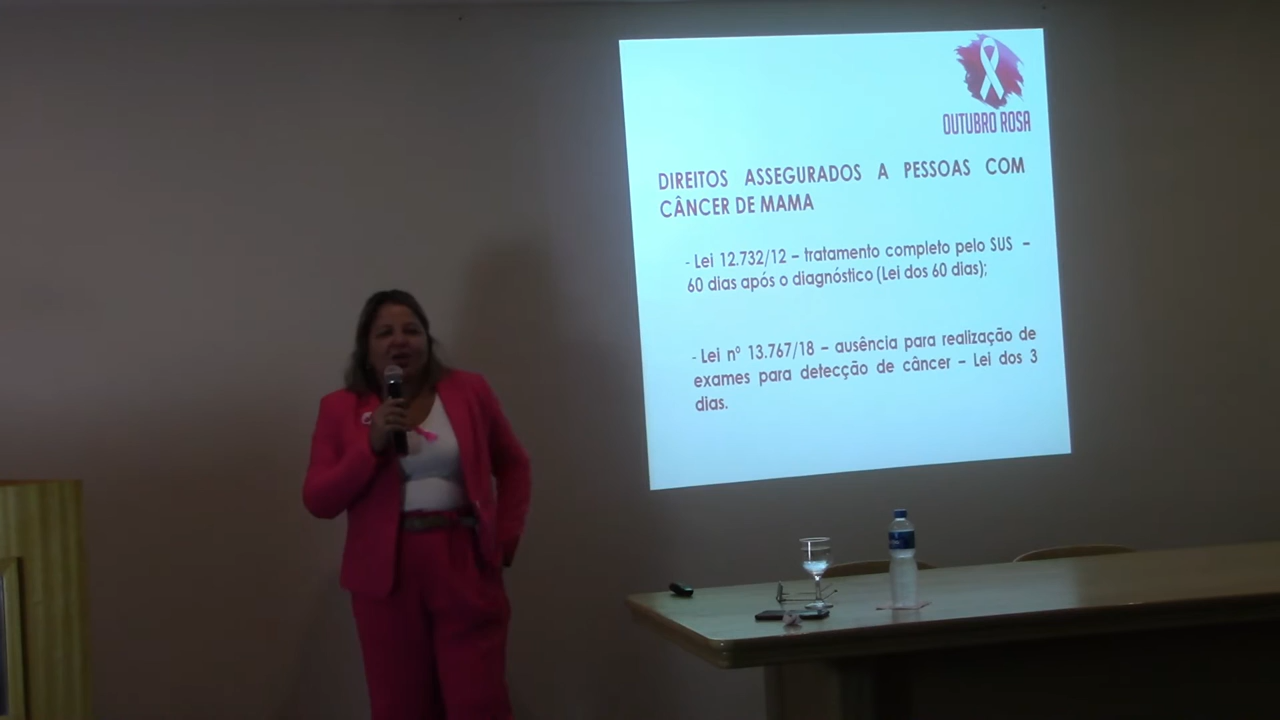 OUTUBRO ROSA
DIREITOS ASSEGURADOS A PESSOAS COM
CÂNCER DE MAMA
- Lei 12.732/12 – tratamento completo pelo SUS –
60 dias após o diagnóstico (Lei dos 60 dias);
- Lei nº 13.767/18 – ausência para realização de
exames para detecção de câncer – Lei dos 3
dias.